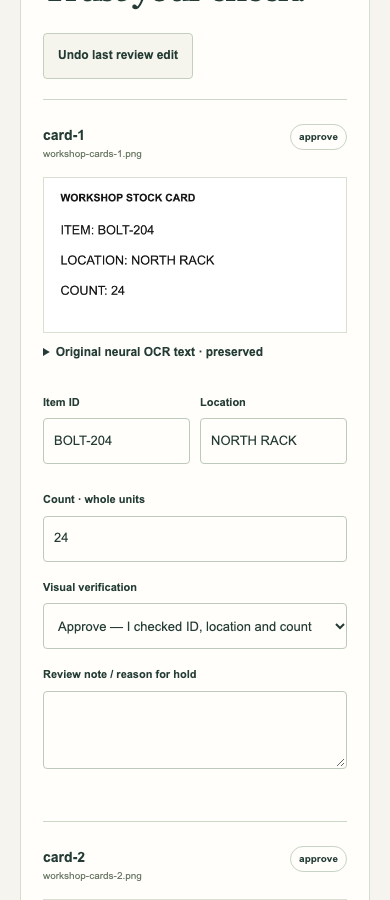 Trust your check.
Undo last review edit
card-1
approve
workshop-cards-1.png
WORKSHOP STOCK CARD
ITEM: BOLT-204
LOCATION: NORTH RACK
COUNT: 24
Original neural OCR text · preserved
Item ID
Location
BOLT-204
NORTH RACK
Count · whole units
24
Visual verification
Approve — I checked ID, location and count
Review note / reason for hold
card-2
approve
workshop-cards-2.png